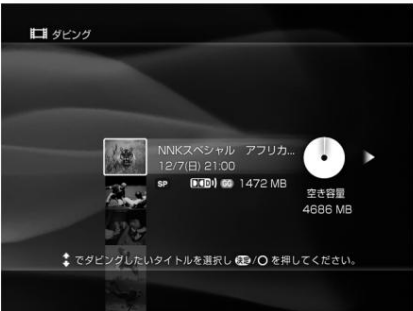 ダビング
NNKスペシャル アフリカ...
12/7(日) 21:00
SP 1472 MB
空き容量
4686 MB
でダビングしたいタイトルを選択し 決定/○ を押してください。